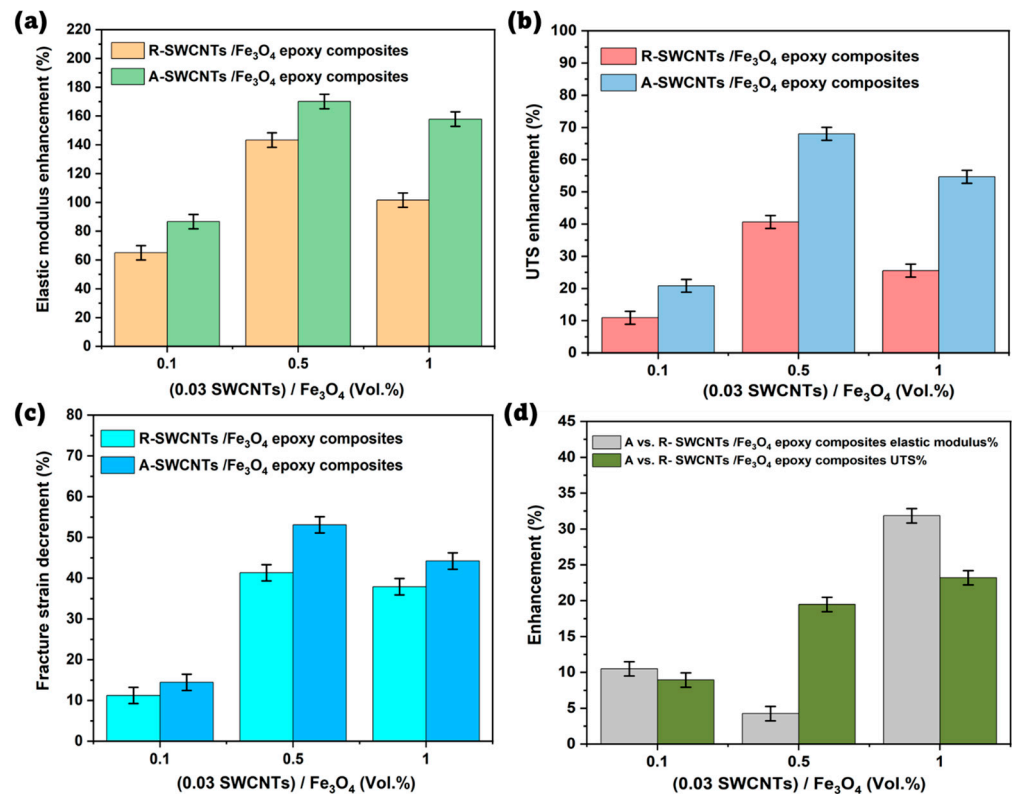 (a)
Elastic modulus enhancement (%)
220
200
180
160
140
120
100
80
60
40
20
0
R-SWCNTs /Fe₃O₄ epoxy composites
A-SWCNTs /Fe₃O₄ epoxy composites
0.1 0.5 1
(0.03 SWCNTs) / Fe₃O₄ (Vol.%)
(b)
UTS enhancement (%)
100
90
80
70
60
50
40
30
20
10
0
R-SWCNTs /Fe₃O₄ epoxy composites
A-SWCNTs /Fe₃O₄ epoxy composites
0.1 0.5 1
(0.03 SWCNTs) / Fe₃O₄ (Vol.%)
(c)
Fracture strain decrement (%)
80
70
60
50
40
30
20
10
0
R-SWCNTs /Fe₃O₄ epoxy composites
A-SWCNTs /Fe₃O₄ epoxy composites
0.1 0.5 1
(0.03 SWCNTs) / Fe₃O₄ (Vol.%)
(d)
Enhancement (%)
45
40
35
30
25
20
15
10
5
0
A vs. R- SWCNTs /Fe₃O₄ epoxy composites elastic modulus%
A vs. R- SWCNTs /Fe₃O₄ epoxy composites UTS%
0.1 0.5 1
(0.03 SWCNTs) / Fe₃O₄ (Vol.%)